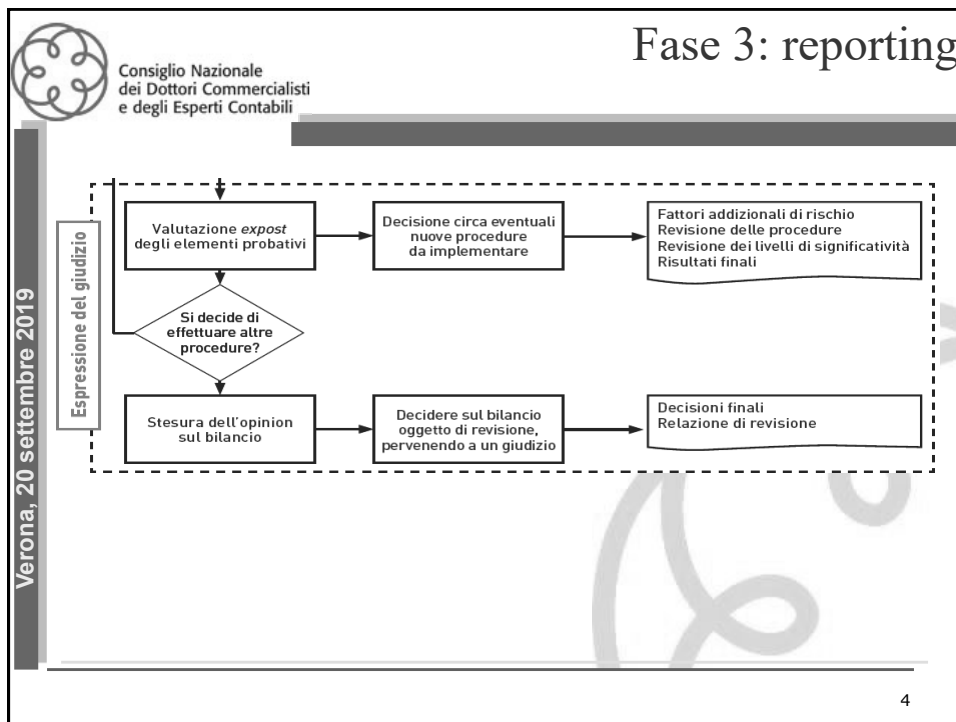 Fase 3: reporting
Consiglio Nazionale
dei Dottori Commercialisti
e degli Esperti Contabili
Verona, 20 settembre 2019
Espressione del giudizio
Valutazione expost
degli elementi probativi
Decisione circa eventuali
nuove procedure
da implementare
Fattori addizionali di rischio
Revisione delle procedure
Revisione dei livelli di significatività
Risultati finali
Si decide di
effettuare altre
procedure?
Stesura dell'opinion
sul bilancio
Decidere sul bilancio
oggetto di revisione,
pervenendo a un giudizio
Decisioni finali
Relazione di revisione
4